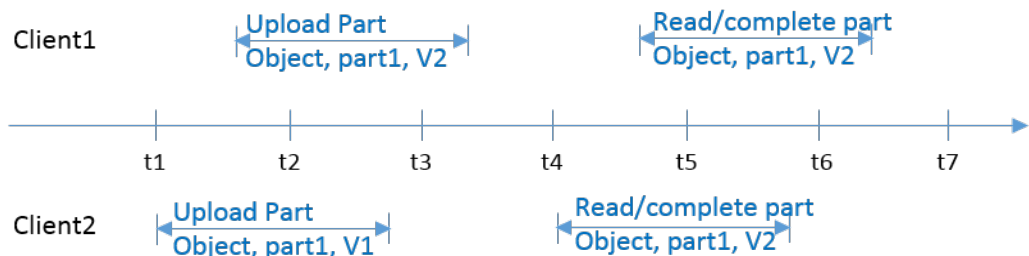 Upload Part
Read/complete part
Client1
Object, part1, V2
Object, part1, V2
t1 t2 t3 t4 t5 t6 t7
Upload Part
Read/complete part
Client2
Object, part1, V1
Object, part1, V2